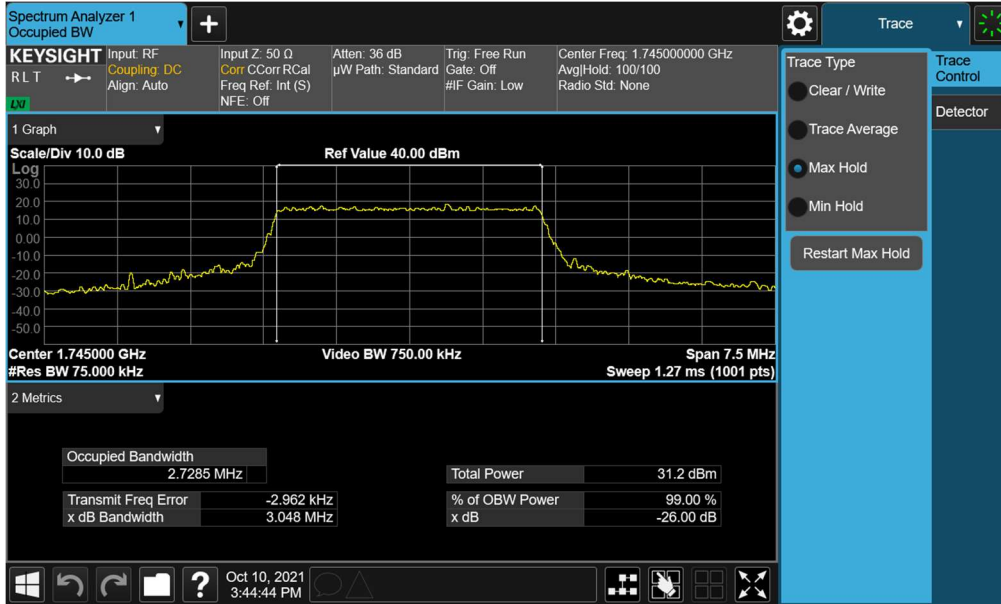 Spectrum Analyzer 1
Occupied BW
+
Trace
KEYSIGHT
R L T
LXI
Input: RF
Coupling: DC
Align: Auto
Input Z: 50 Ω
Corr CCorr RCal
Freq Ref: Int (S)
NFE: Off
Atten: 36 dB
µW Path: Standard
Trig: Free Run
Gate: Off
#IF Gain: Low
Center Freq: 1.745000000 GHz
Avg|Hold: 100/100
Radio Std: None
Trace Type
Clear / Write
Trace Average
Max Hold
Min Hold
Restart Max Hold
Trace
Control
Detector
1 Graph
Scale/Div 10.0 dB
Ref Value 40.00 dBm
Log
30.0
20.0
10.0
0.00
-10.0
-20.0
-30.0
-40.0
-50.0
Center 1.745000 GHz
Video BW 750.00 kHz
Span 7.5 MHz
#Res BW 75.000 kHz
Sweep 1.27 ms (1001 pts)
2 Metrics
Occupied Bandwidth
2.7285 MHz
Total Power 31.2 dBm
Transmit Freq Error -2.962 kHz
% of OBW Power 99.00 %
x dB Bandwidth 3.048 MHz
x dB -26.00 dB
?
Oct 10, 2021
3:44:44 PM